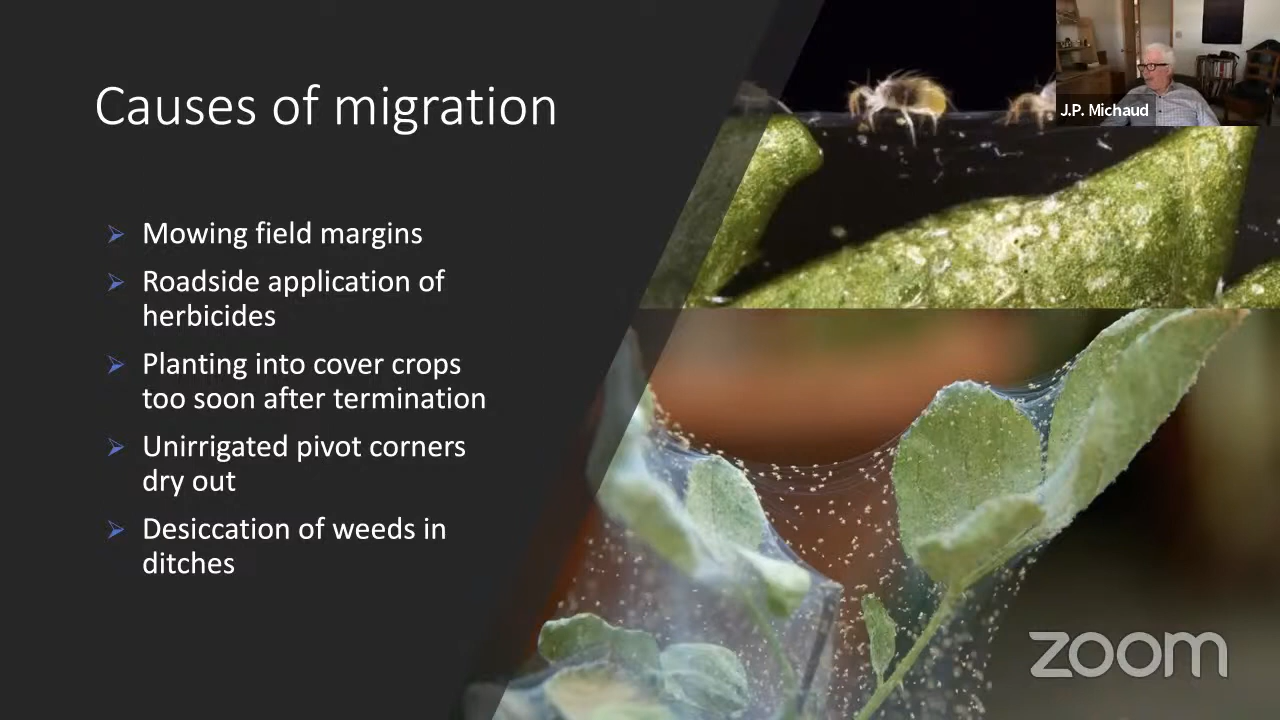 Causes of migration
Mowing field margins
Roadside application of
herbicides
Planting into cover crops
too soon after termination
Unirrigated pivot corners
dry out
Desiccation of weeds in
ditches
J.P. Michaud
zoom